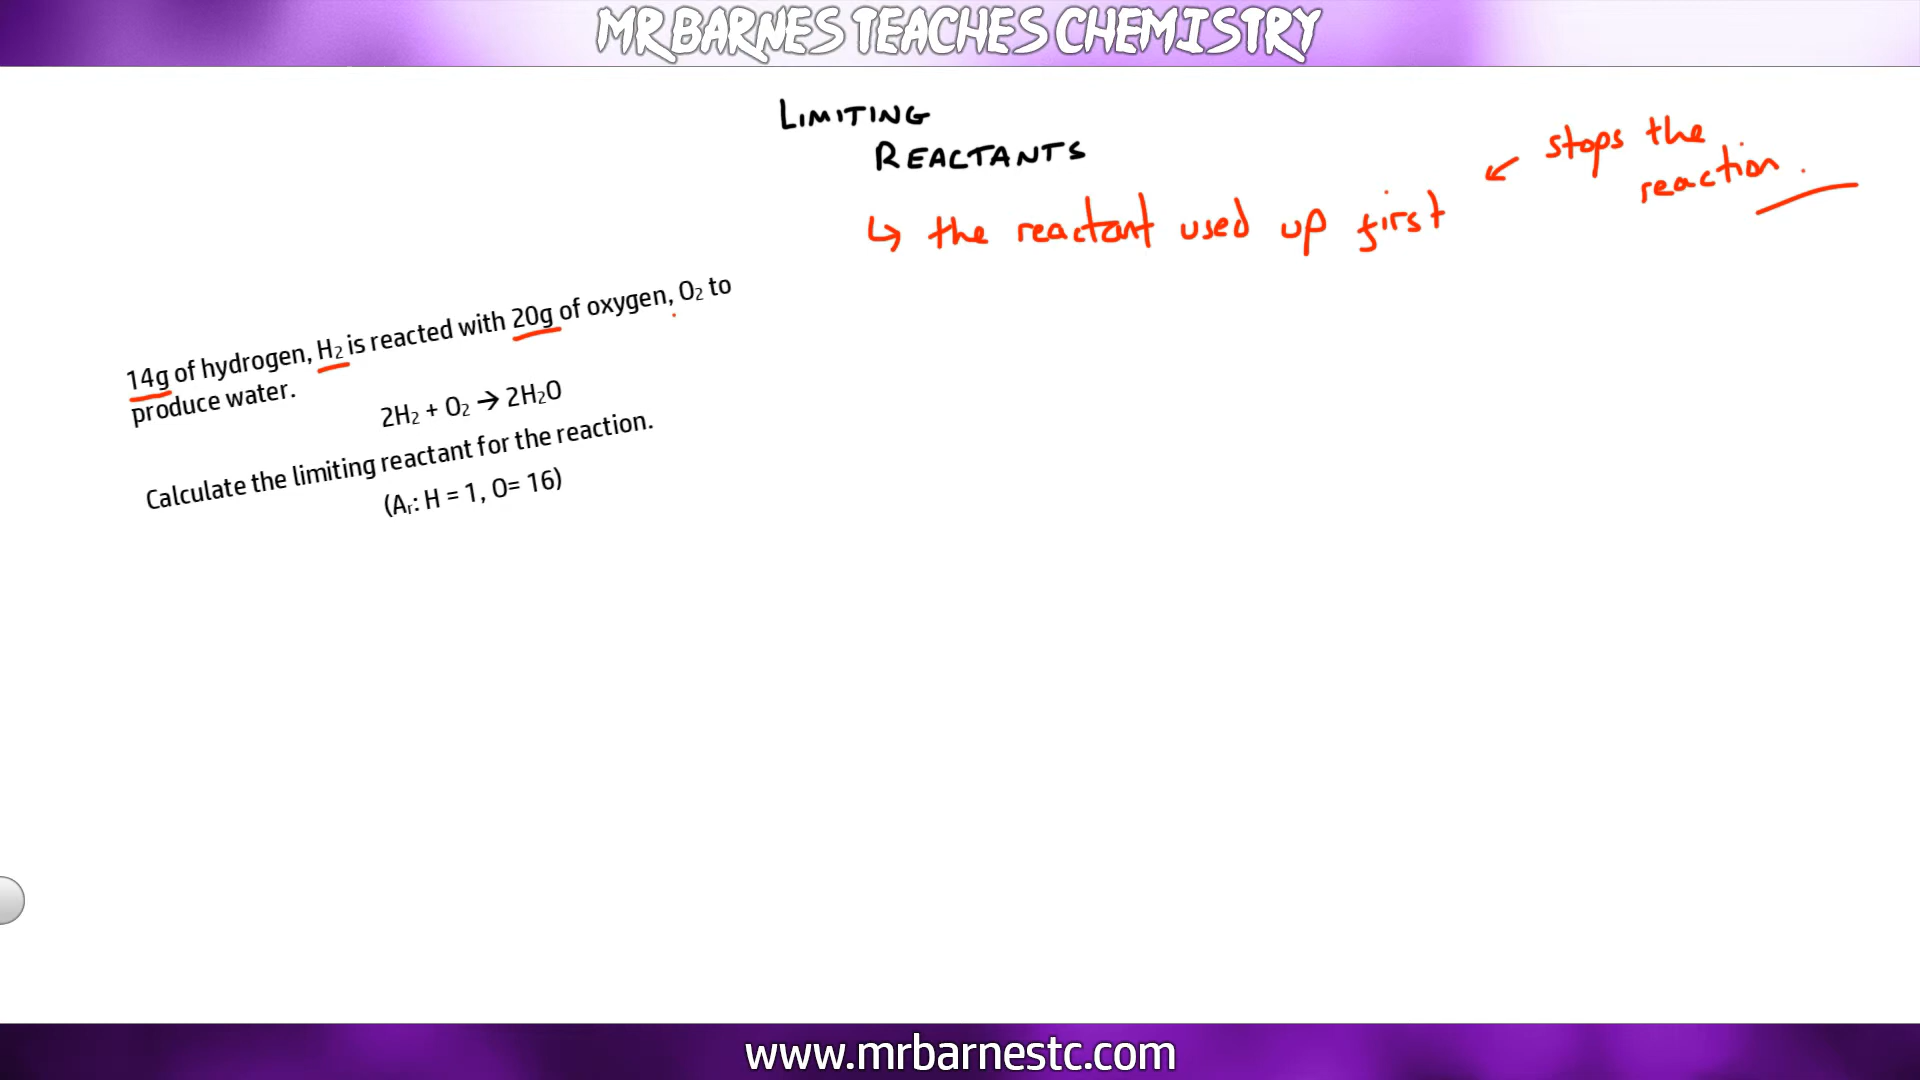 MR BARNES TEACHES CHEMISTRY
LIMITING
REACTANTS
↳ the reactant used up first
← stops the
reaction.
14g of hydrogen, H₂ is reacted with 20g of oxygen, O₂ to
produce water.
2H₂ + O₂ → 2H₂O
Calculate the limiting reactant for the reaction.
(Aᵣ: H = 1, O= 16)
www.mrbarnestc.com